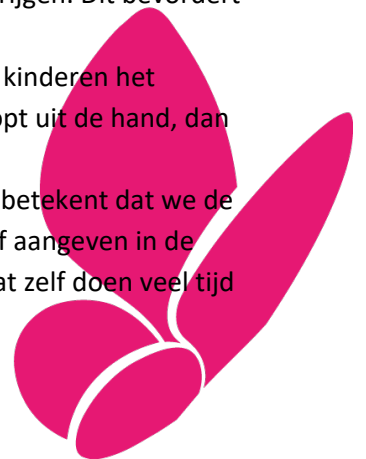 rijgen. Dit bevordert
kinderen het
opt uit de hand, dan
betekent dat we de
f aangeven in de
at zelf doen veel tijd